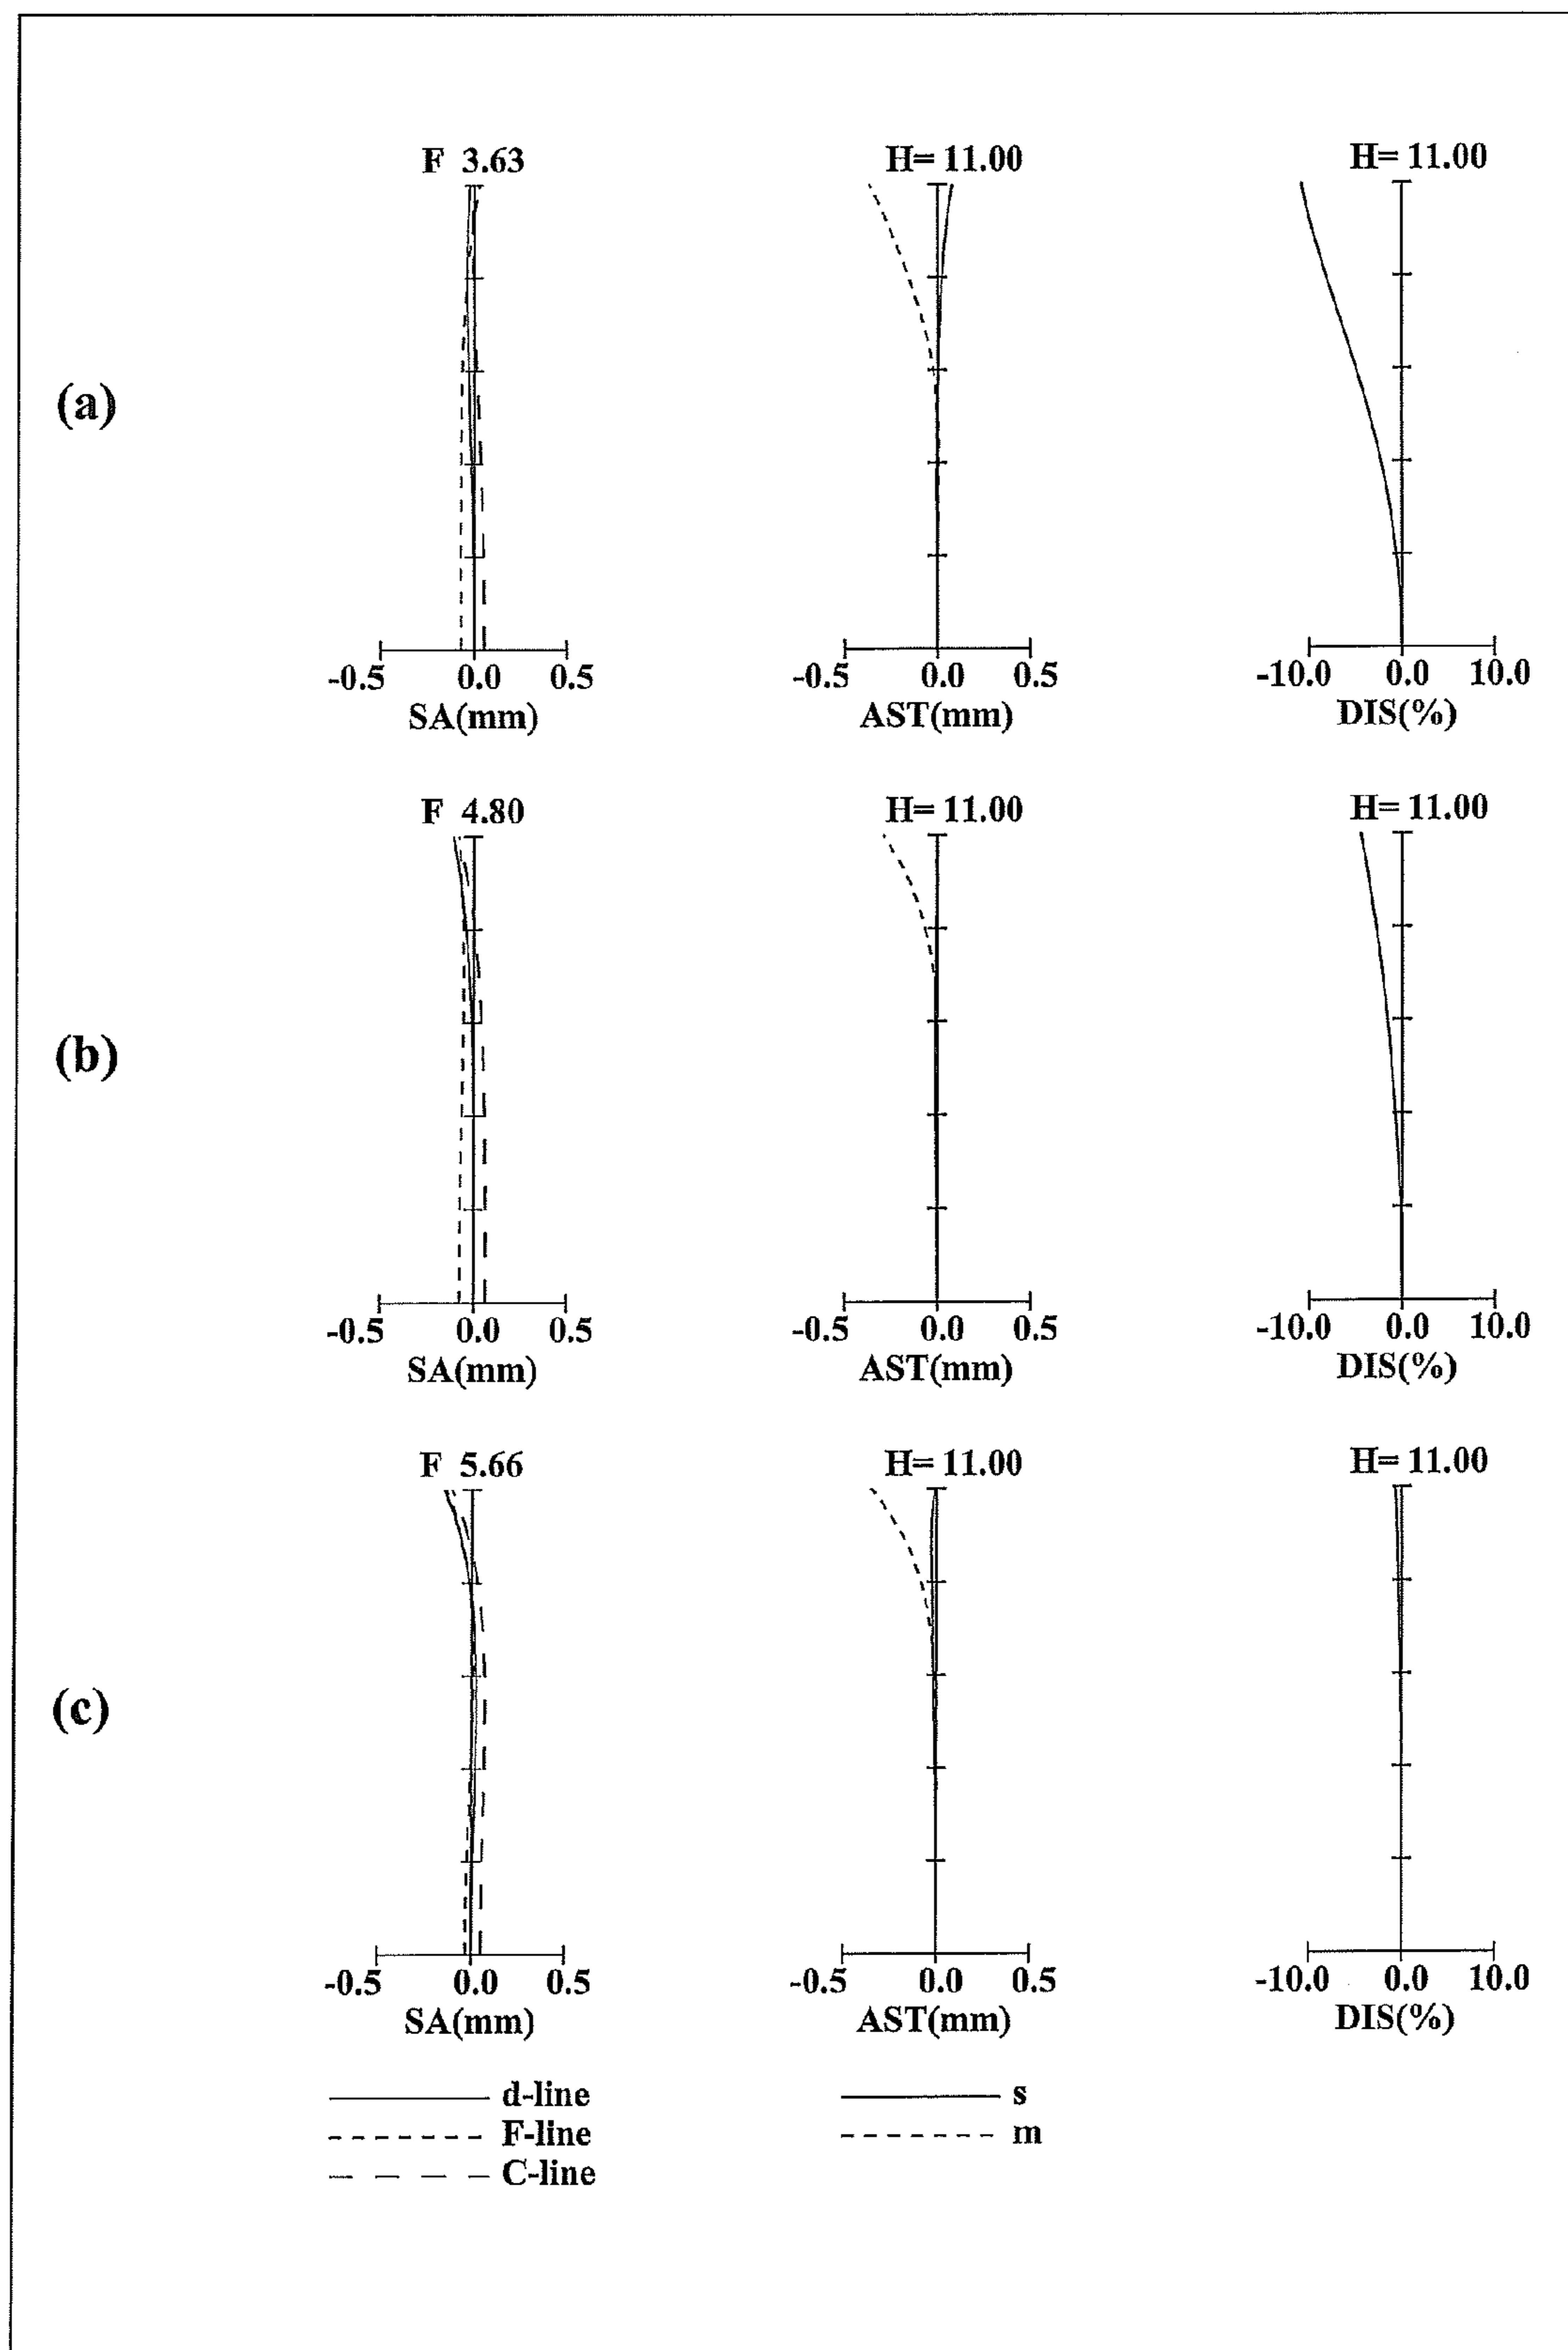 F 3.63
H= 11.00
H= 11.00
(a)
-0.5 0.0 0.5
SA(mm)
-0.5 0.0 0.5
AST(mm)
-10.0 0.0 10.0
DIS(%)
F 4.80
H= 11.00
H= 11.00
(b)
-0.5 0.0 0.5
SA(mm)
-0.5 0.0 0.5
AST(mm)
-10.0 0.0 10.0
DIS(%)
F 5.66
H= 11.00
H= 11.00
(c)
-0.5 0.0 0.5
SA(mm)
-0.5 0.0 0.5
AST(mm)
-10.0 0.0 10.0
DIS(%)
d-line
F-line
C-line
s
m